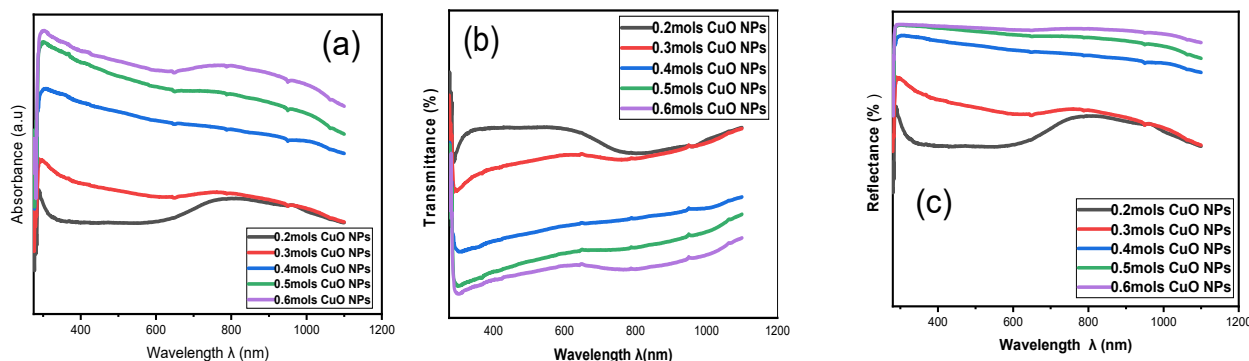 (a)
Absorbance (a.u)
0.2mols CuO NPs
0.3mols CuO NPs
0.4mols CuO NPs
0.5mols CuO NPs
0.6mols CuO NPs
400 600 800 1000 1200
Wavelength λ (nm)
(b)
Transmittance (%)
0.2mols CuO NPs
0.3mols CuO NPs
0.4mols CuO NPs
0.5mols CuO NPs
0.6mols CuO NPs
400 600 800 1000 1200
Wavelength λ(nm)
(c)
Reflectance (%)
0.2mols CuO NPs
0.3mols CuO NPs
0.4mols CuO NPs
0.5mols CuO NPs
0.6mols CuO NPs
400 600 800 1000 1200
Wavelength λ (nm)